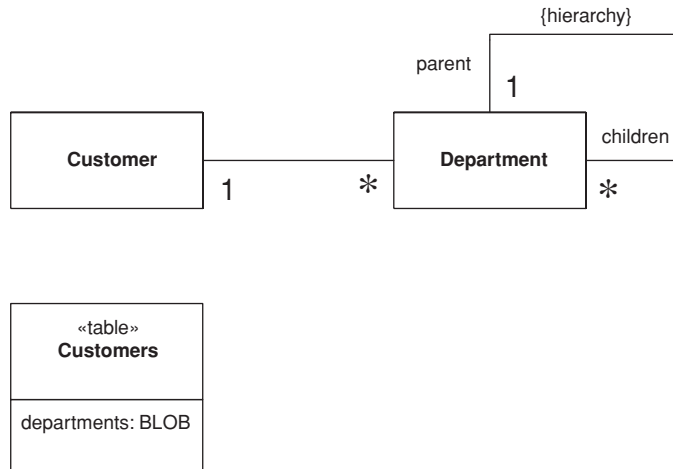 {hierarchy}
parent
1
Customer
Department
children
1
*
*
«table»
Customers
departments: BLOB